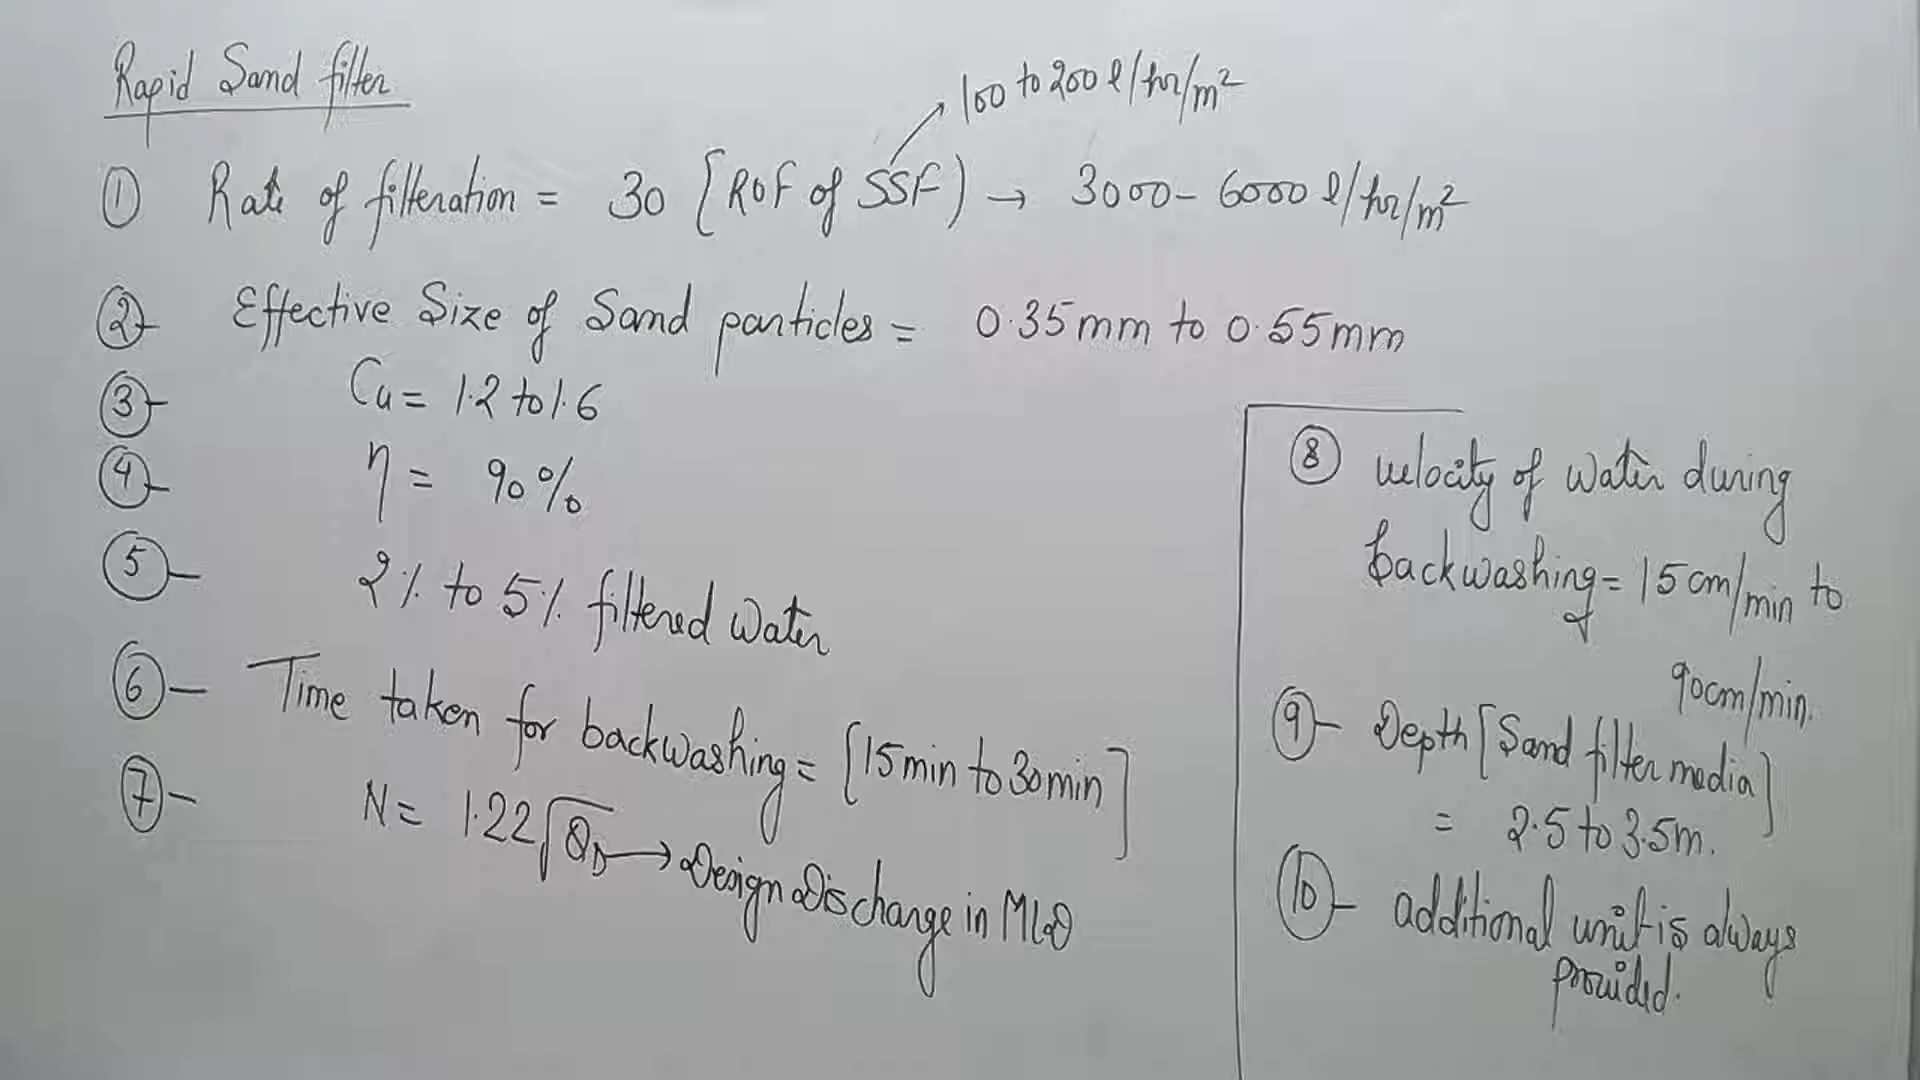 Rapid Sand filter
100 to 200 l/hr/m²
① Rate of filteration = 30 [ROF of SSF) → 3000 - 6000 l/hr/m²
② Effective Size of Sand particles = 0.35mm to 0.55mm
③ Cu = 1.2 to 1.6
④ η = 90%
⑤ 2% to 5% filtered water
⑥ Time taken for backwashing = [15min to 30min]
⑦ N = 1.22√QD → Design Discharge in MLD
⑧ velocity of water during
backwashing = 15cm/min to
90cm/min.
⑨ Depth [Sand filter media]
= 2.5 to 3.5m.
⑩ additional unit is always
provided.